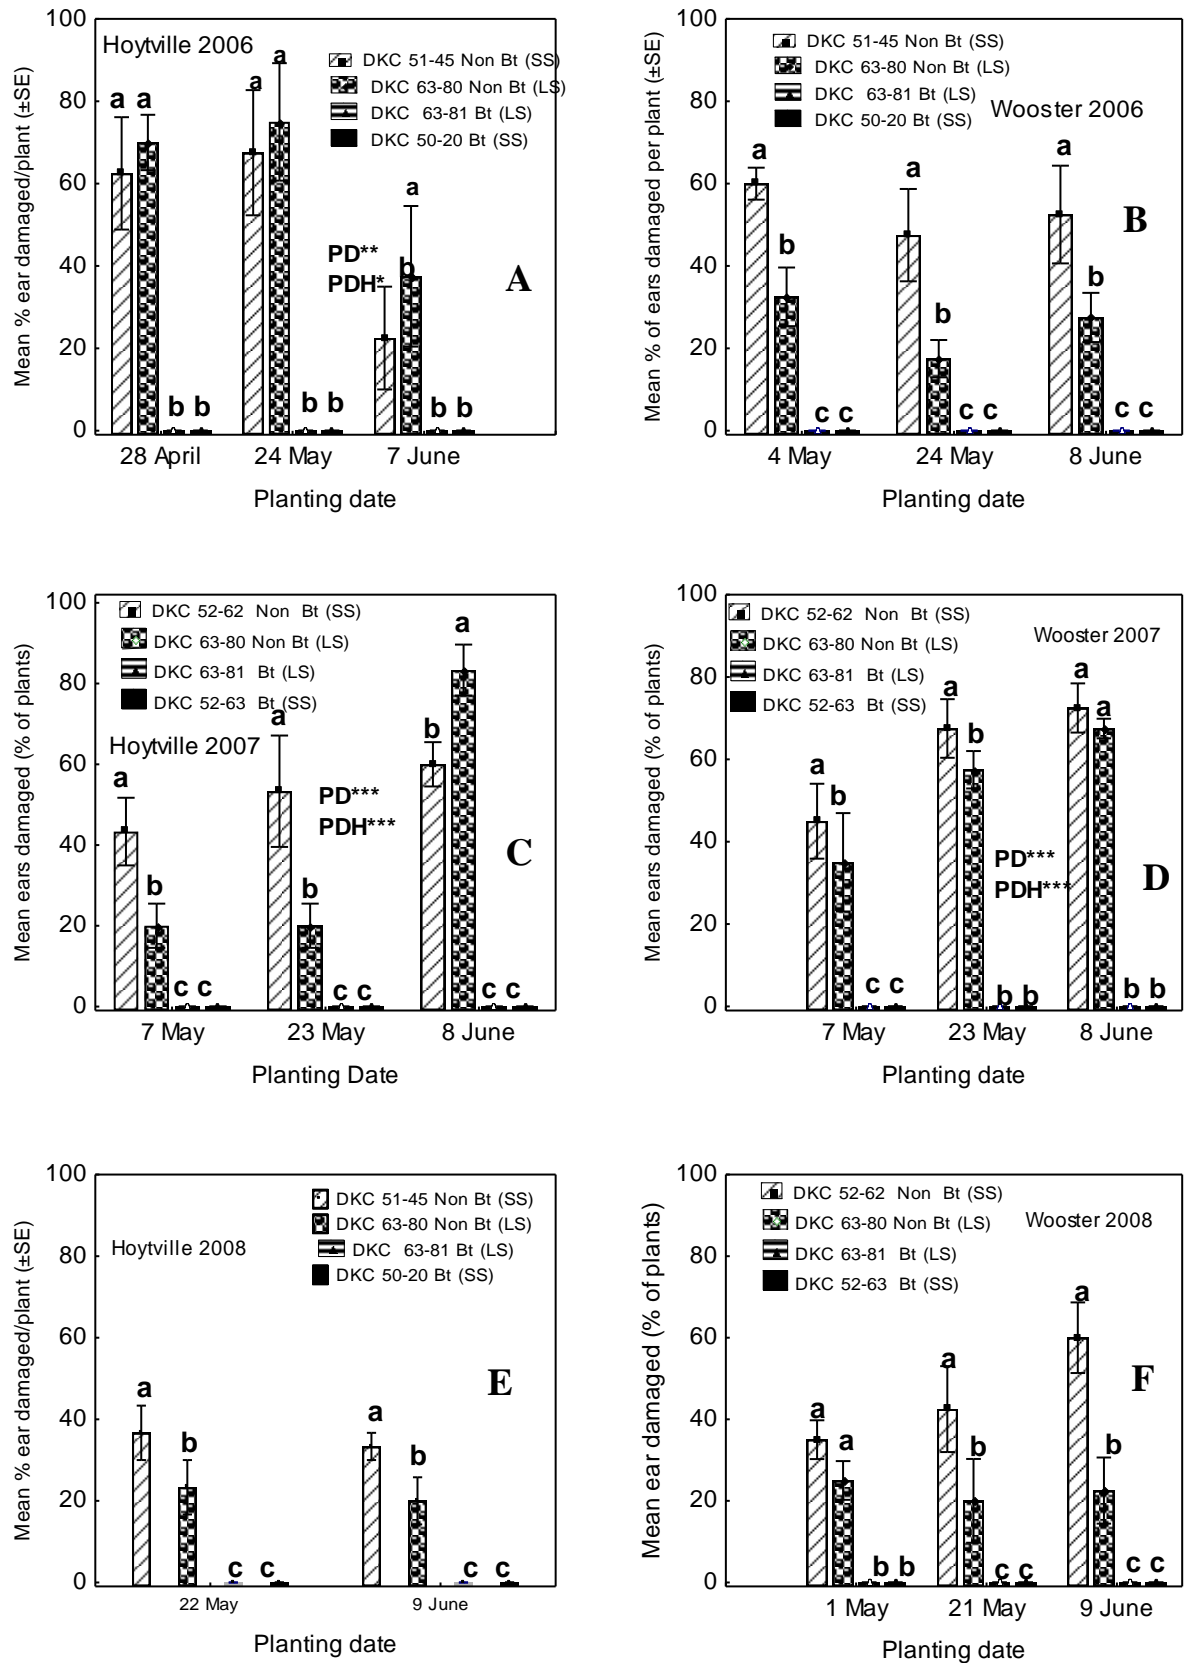 100
80
60
40
20
0
Mean % ear damaged/plant (±SE)
Hoytville 2006
DKC 51-45 Non Bt (SS)
DKC 63-80 Non Bt (LS)
DKC 63-81 Bt (LS)
DKC 50-20 Bt (SS)
a a b b
a a b b
b a b b
PD**
PDH*
A
28 April 24 May 7 June
Planting date
100
80
60
40
20
0
Mean % of ears damaged per plant (±SE)
DKC 51-45 Non Bt (SS)
DKC 63-80 Non Bt (LS)
DKC 63-81 Bt (LS)
DKC 50-20 Bt (SS)
Wooster 2006
a b c c
a b c c
a b c c
B
4 May 24 May 8 June
Planting date
100
80
60
40
20
0
Mean ears damaged (% of plants)
DKC 52-62 Non Bt (SS)
DKC 63-80 Non Bt (LS)
DKC 63-81 Bt (LS)
DKC 52-63 Bt (SS)
Hoytville 2007
a b c c
a b c c
b a c c
PD***
PDH***
C
7 May 23 May 8 June
Planting Date
100
80
60
40
20
0
Mean ears damaged (% of plants)
DKC 52-62 Non Bt (SS)
DKC 63-80 Non Bt (LS)
DKC 63-81 Bt (LS)
DKC 52-63 Bt (SS)
Wooster 2007
a b c c
a b b b
a a b b
PD***
PDH***
D
7 May 23 May 8 June
Planting date
100
80
60
40
20
0
Mean % ear damaged/plant (±SE)
DKC 51-45 Non Bt (SS)
DKC 63-80 Non Bt (LS)
DKC 63-81 Bt (LS)
DKC 50-20 Bt (SS)
Hoytville 2008
a b c c
a b c c
E
22 May 9 June
Planting date
100
80
60
40
20
0
Mean ear damaged (% of plants)
DKC 52-62 Non Bt (SS)
DKC 63-80 Non Bt (LS)
DKC 63-81 Bt (LS)
DKC 52-63 Bt (SS)
Wooster 2008
a a b b
a b c c
a b c c
F
1 May 21 May 9 June
Planting date